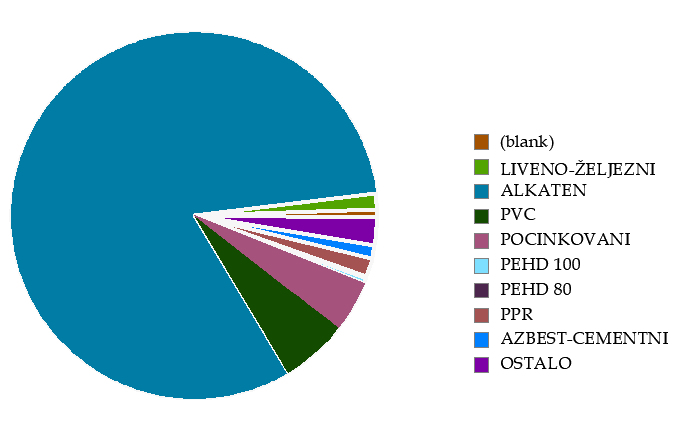 (blank)
LIVENO-ŽELJEZNI
ALKATEN
PVC
POCINKOVANI
PEHD 100
PEHD 80
PPR
AZBEST-CEMENTNI
OSTALO